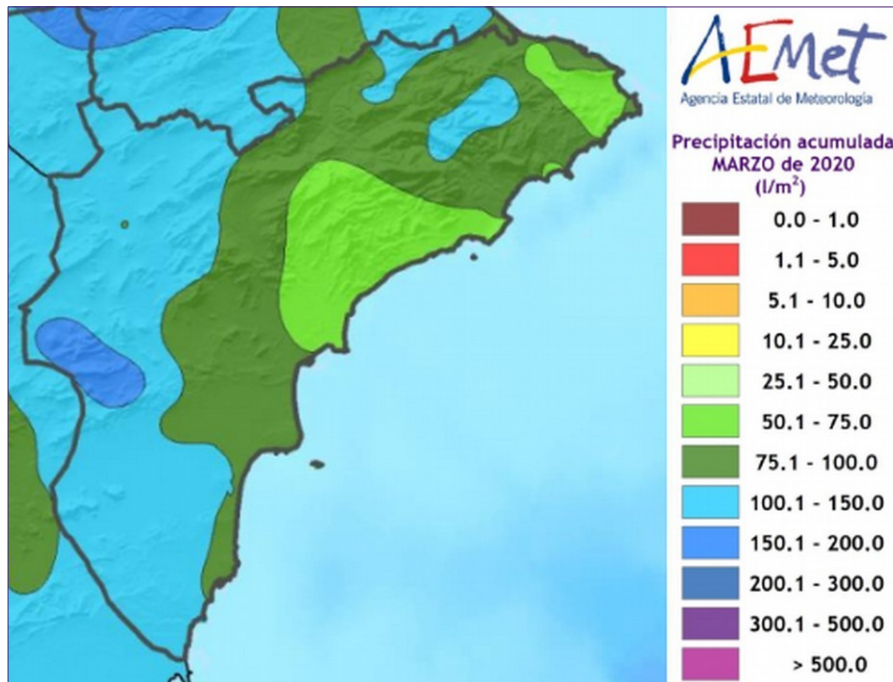 AEMet
Agencia Estatal de Meteorología
Precipitación acumulada
MARZO de 2020
(l/m²)
0.0 - 1.0
1.1 - 5.0
5.1 - 10.0
10.1 - 25.0
25.1 - 50.0
50.1 - 75.0
75.1 - 100.0
100.1 - 150.0
150.1 - 200.0
200.1 - 300.0
300.1 - 500.0
> 500.0